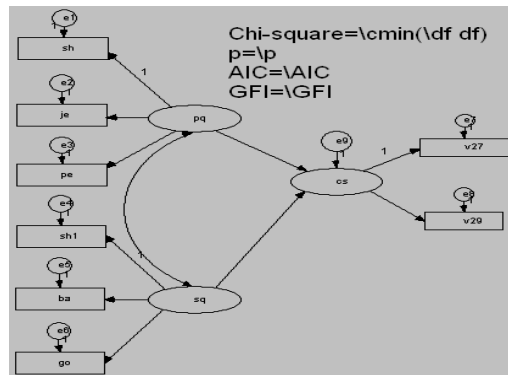 Chi-square=\cmin(\df df)
p=\p
AIC=\AIC
GFI=\GFI
e1
1
sh
1
e2
1
je
pq
e3
1
pe
e9
1
cs
1
1
v27
e4
1
sh1
e8
1
v29
1
e5
1
ba
sq
e6
1
go